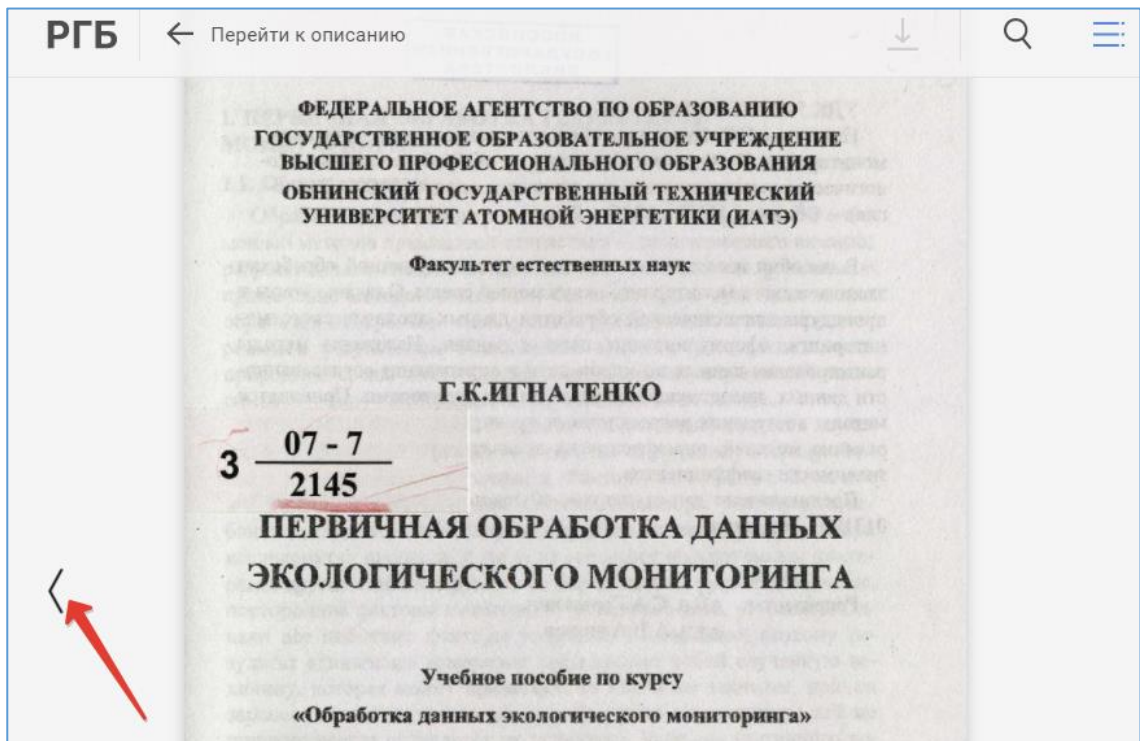 РГБ
Перейти к описанию
ФЕДЕРАЛЬНОЕ АГЕНТСТВО ПО ОБРАЗОВАНИЮ
ГОСУДАРСТВЕННОЕ ОБРАЗОВАТЕЛЬНОЕ УЧРЕЖДЕНИЕ
ВЫСШЕГО ПРОФЕССИОНАЛЬНОГО ОБРАЗОВАНИЯ
ОБНИНСКИЙ ГОСУДАРСТВЕННЫЙ ТЕХНИЧЕСКИЙ
УНИВЕРСИТЕТ АТОМНОЙ ЭНЕРГЕТИКИ (ИАТЭ)
Факультет естественных наук
Г.К.ИГНАТЕНКО
3 07 - 7
2145
ПЕРВИЧНАЯ ОБРАБОТКА ДАННЫХ
ЭКОЛОГИЧЕСКОГО МОНИТОРИНГА
Учебное пособие по курсу
«Обработка данных экологического мониторинга»